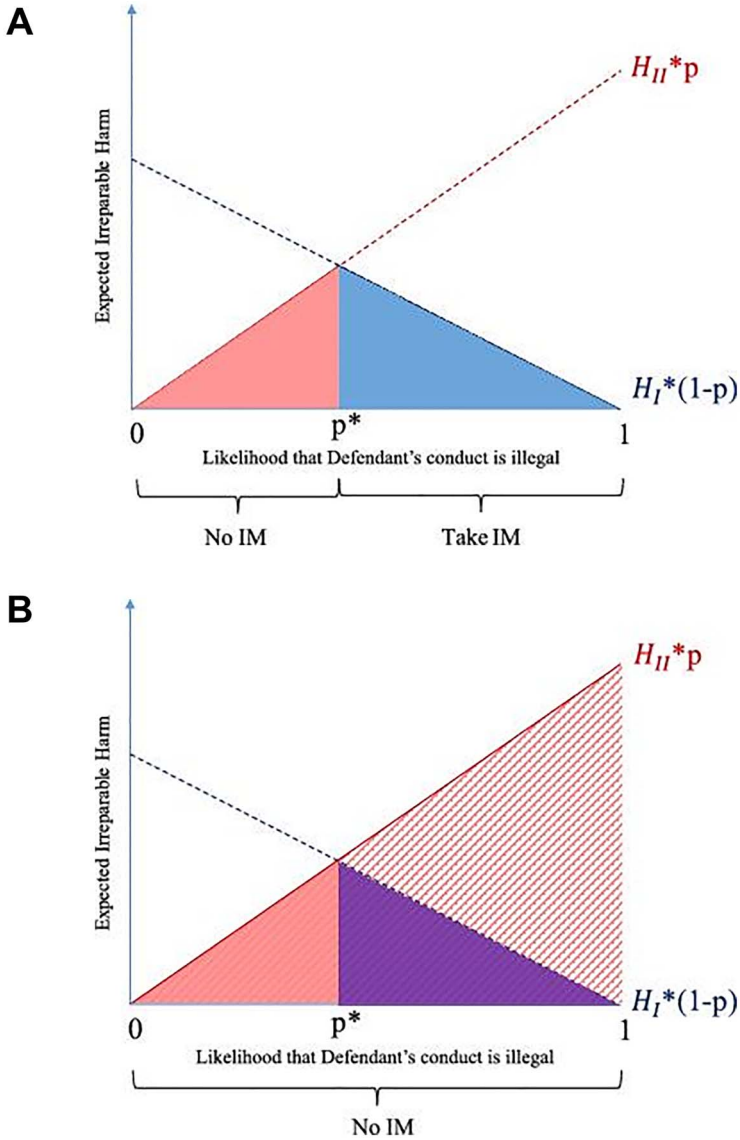 A
H_II*p
Expected Irreparable Harm
H_I*(1-p)
0
p*
1
Likelihood that Defendant’s conduct is illegal
No IM
Take IM
B
H_II*p
Expected Irreparable Harm
H_I*(1-p)
0
p*
1
Likelihood that Defendant’s conduct is illegal
No IM